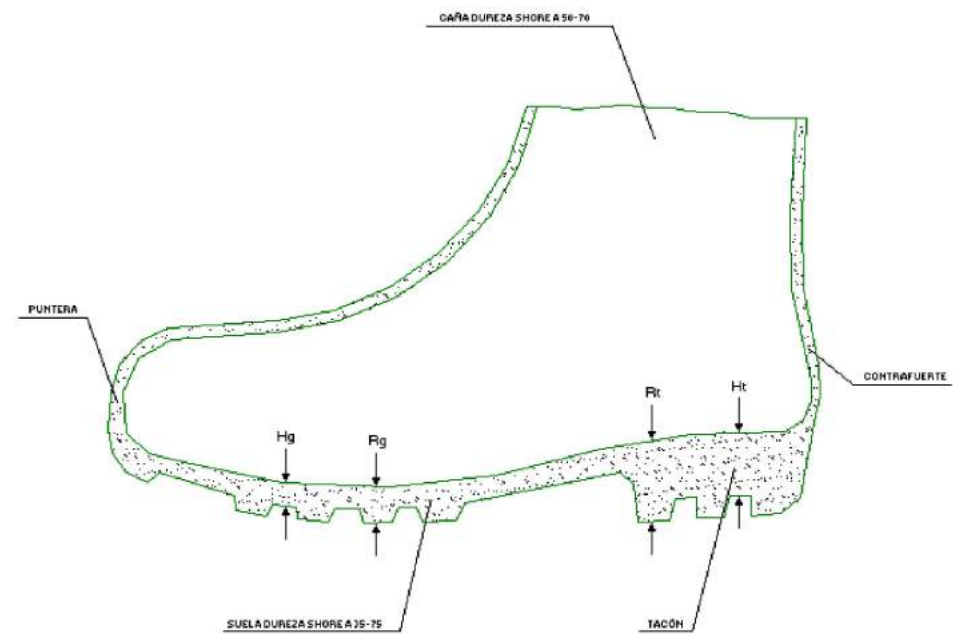 CAÑA DUREZA SHORE A 50-70
PUNTERA
CONTRAFUERTE
Rt
Ht
Hg
Rg
SUELA DUREZA SHORE A 35-75
TACÓN